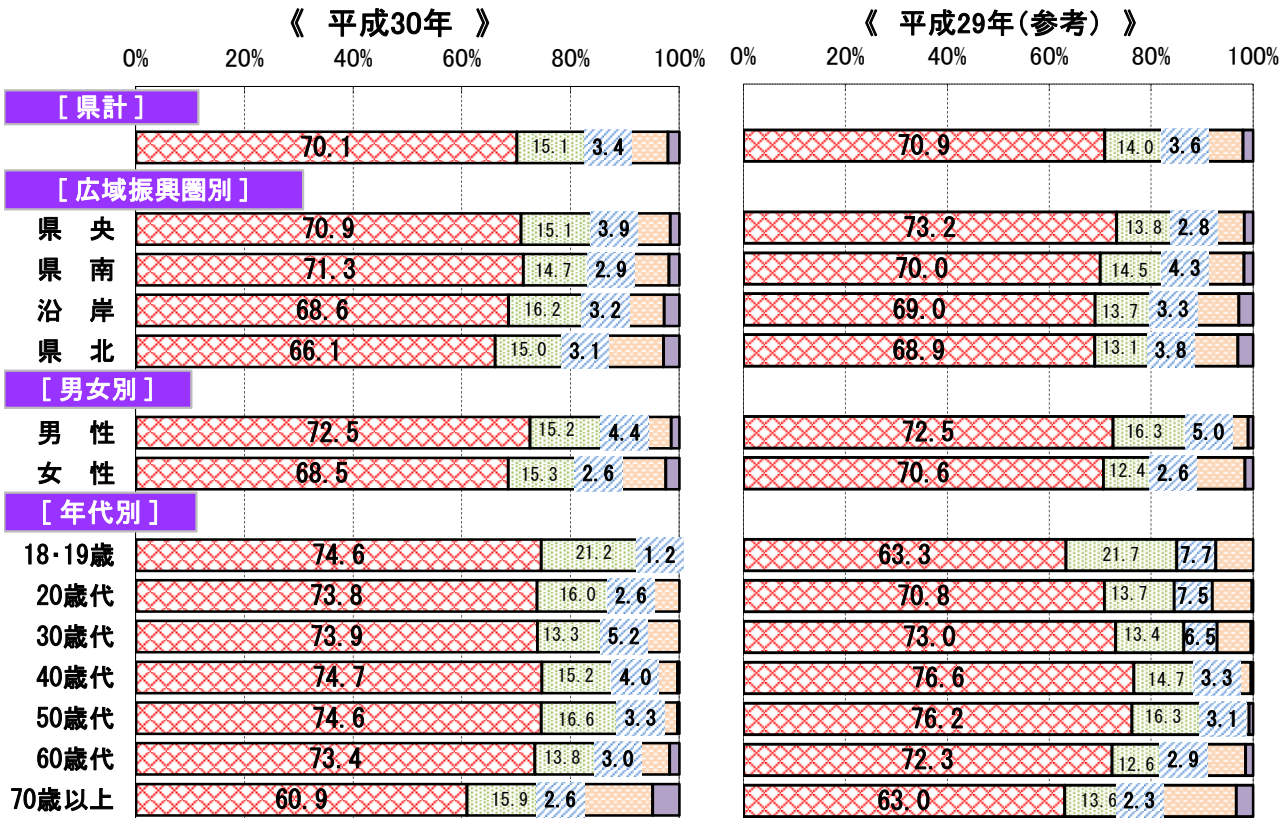 《 平成30年 》 《 平成29年(参考) 》
0% 20% 40% 60% 80% 100% 0% 20% 40% 60% 80% 100%
[ 県計 ]
70.1 15.1 3.4 70.9 14.0 3.6
[ 広域振興圏別 ]
県 央 70.9 15.1 3.9 73.2 13.8 2.8
県 南 71.3 14.7 2.9 70.0 14.5 4.3
沿 岸 68.6 16.2 3.2 69.0 13.7 3.3
県 北 66.1 15.0 3.1 68.9 13.1 3.8
[ 男女別 ]
男 性 72.5 15.2 4.4 72.5 16.3 5.0
女 性 68.5 15.3 2.6 70.6 12.4 2.6
[ 年代別 ]
18・19歳 74.6 21.2 1.2 63.3 21.7 7.7
20歳代 73.8 16.0 2.6 70.8 13.7 7.5
30歳代 73.9 13.3 5.2 73.0 13.4 6.5
40歳代 74.7 15.2 4.0 76.6 14.7 3.3
50歳代 74.6 16.6 3.3 76.2 16.3 3.1
60歳代 73.4 13.8 3.0 72.3 12.6 2.9
70歳以上 60.9 15.9 2.6 63.0 13.6 2.3